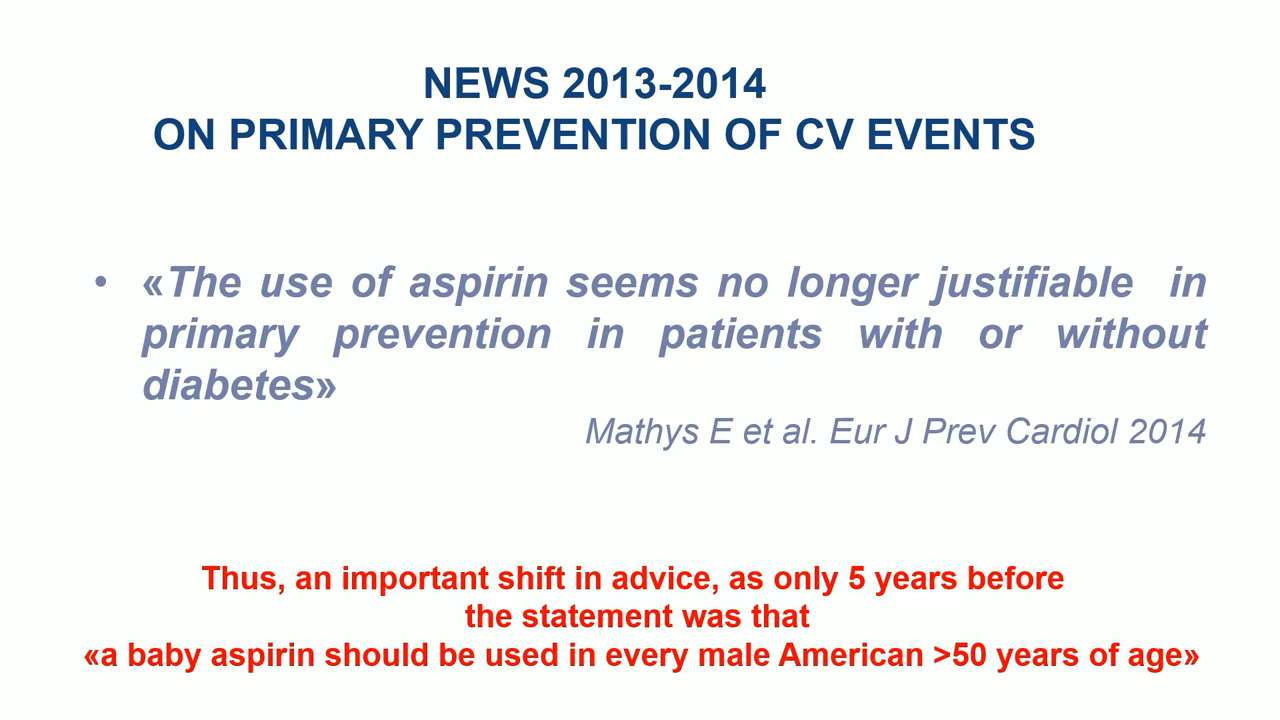 NEWS 2013-2014
ON PRIMARY PREVENTION OF CV EVENTS
• «The use of aspirin seems no longer justifiable in
primary prevention in patients with or without
diabetes»
Mathys E et al. Eur J Prev Cardiol 2014
Thus, an important shift in advice, as only 5 years before
the statement was that
«a baby aspirin should be used in every male American >50 years of age»